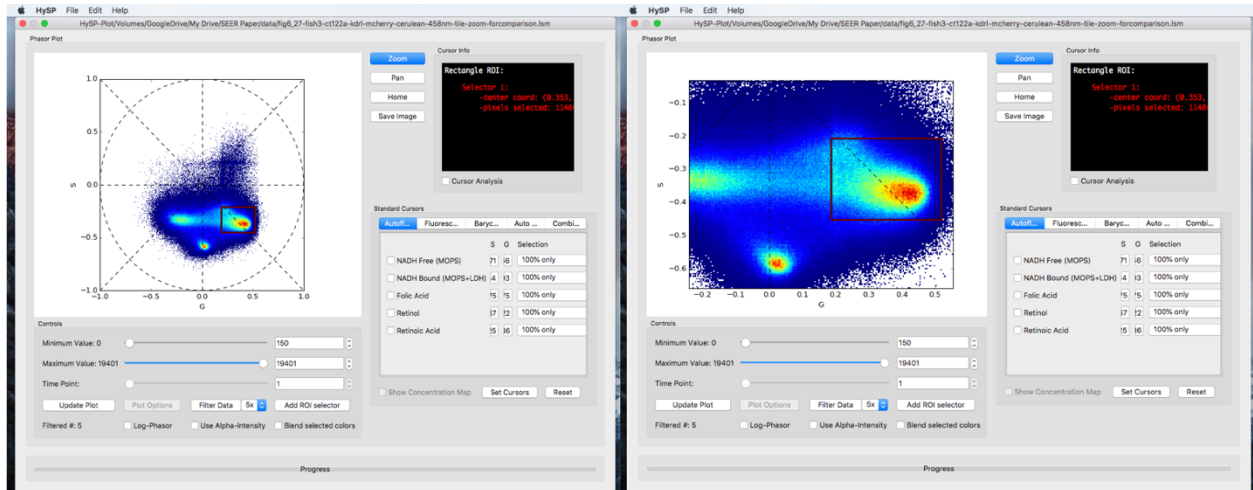 HySP File Edit Help
HySP-Plot/Volumes/GoogleDrive/My Drive/SEER Paper/data/fig6_27-fish3-ct122a-kdrl-mcherry-cerulean-458nm-tile-zoom-forcomparison.lsm
Phasor Plot
1.0
0.5
0.0
−0.5
−1.0
−1.0 −0.5 0.0 0.5 1.0
S
G
Zoom
Pan
Home
Save Image
Cursor Info
Rectangle ROI:
Selector 1:
-center coord: (0.353,
-pixels selected: 1148
Cursor Analysis
Standard Cursors
Autofl... Fluoresc... Baryc... Auto ... Combi...
S G Selection
NADH Free (MOPS) 71 i6 100% only
NADH Bound (MOPS+LDH) 4 100% only
Folic Acid 100% only
Retinol 100% only
Retinoic Acid 100% only
Show Concentration Map Set Cursors Reset
Controls
Minimum Value: 0 150
Maximum Value: 19401 19401
Time Point: 1
Update Plot Plot Options Filter Data 5x Add ROI selector
Filtered #: 5 Log-Phasor Use Alpha-Intensity Blend selected colors
Progress
HySP File Edit Help
HySP-Plot/Volumes/GoogleDrive/My Drive/SEER Paper/data/fig6_27-fish3-ct122a-kdrl-mcherry-cerulean-458nm-tile-zoom-forcomparison.lsm
Phasor Plot
−0.1
−0.2
−0.3
−0.4
−0.5
−0.6
−0.2 −0.1 0.0 0.1 0.2 0.3 0.4 0.5
S
G
Zoom
Pan
Home
Save Image
Cursor Info
Rectangle ROI:
Selector 1:
-center coord: (0.353,
-pixels selected: 1148
Cursor Analysis
Standard Cursors
Autofl... Fluoresc... Baryc... Auto ... Combi...
S G Selection
NADH Free (MOPS) 71 i6 100% only
NADH Bound (MOPS+LDH) 4 100% only
Folic Acid 100% only
Retinol 100% only
Retinoic Acid 100% only
Show Concentration Map Set Cursors Reset
Controls
Minimum Value: 0 150
Maximum Value: 19401 19401
Time Point: 1
Update Plot Plot Options Filter Data 5x Add ROI selector
Filtered #: 5 Log-Phasor Use Alpha-Intensity Blend selected colors
Progress